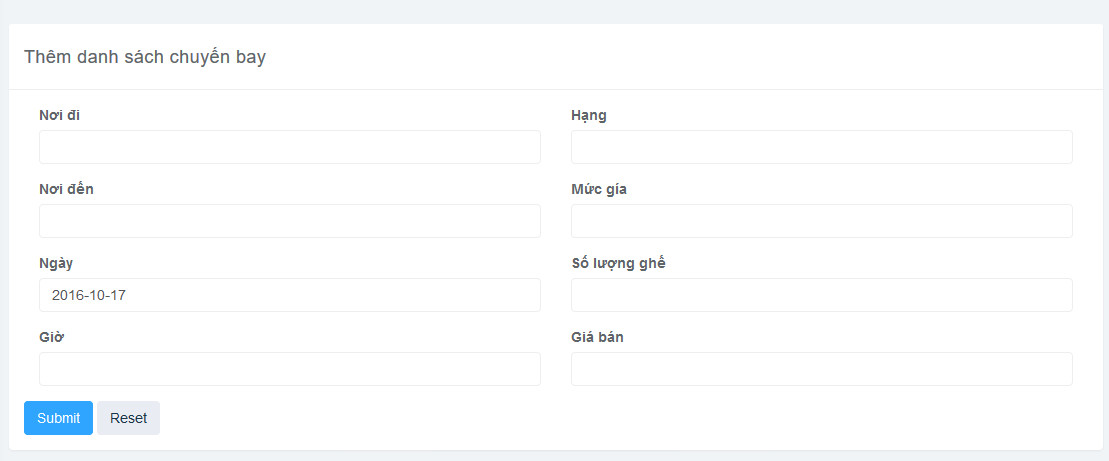 Thêm danh sách chuyến bay
Nơi đi
Hạng
Nơi đến
Mức gía
Ngày
Số lượng ghế
2016-10-17
Giờ
Giá bán
Submit Reset